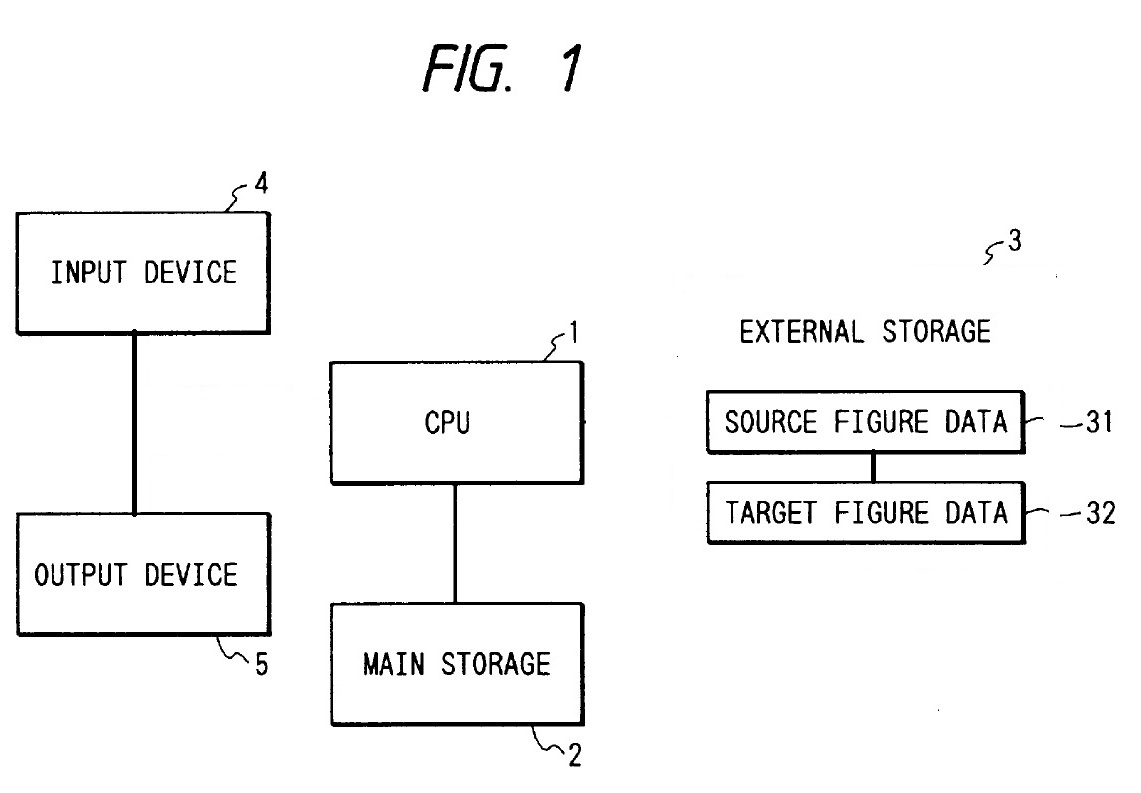 FIG. 1
4
INPUT DEVICE
3
EXTERNAL STORAGE
1
CPU
SOURCE FIGURE DATA
31
TARGET FIGURE DATA
32
OUTPUT DEVICE
5
MAIN STORAGE
2